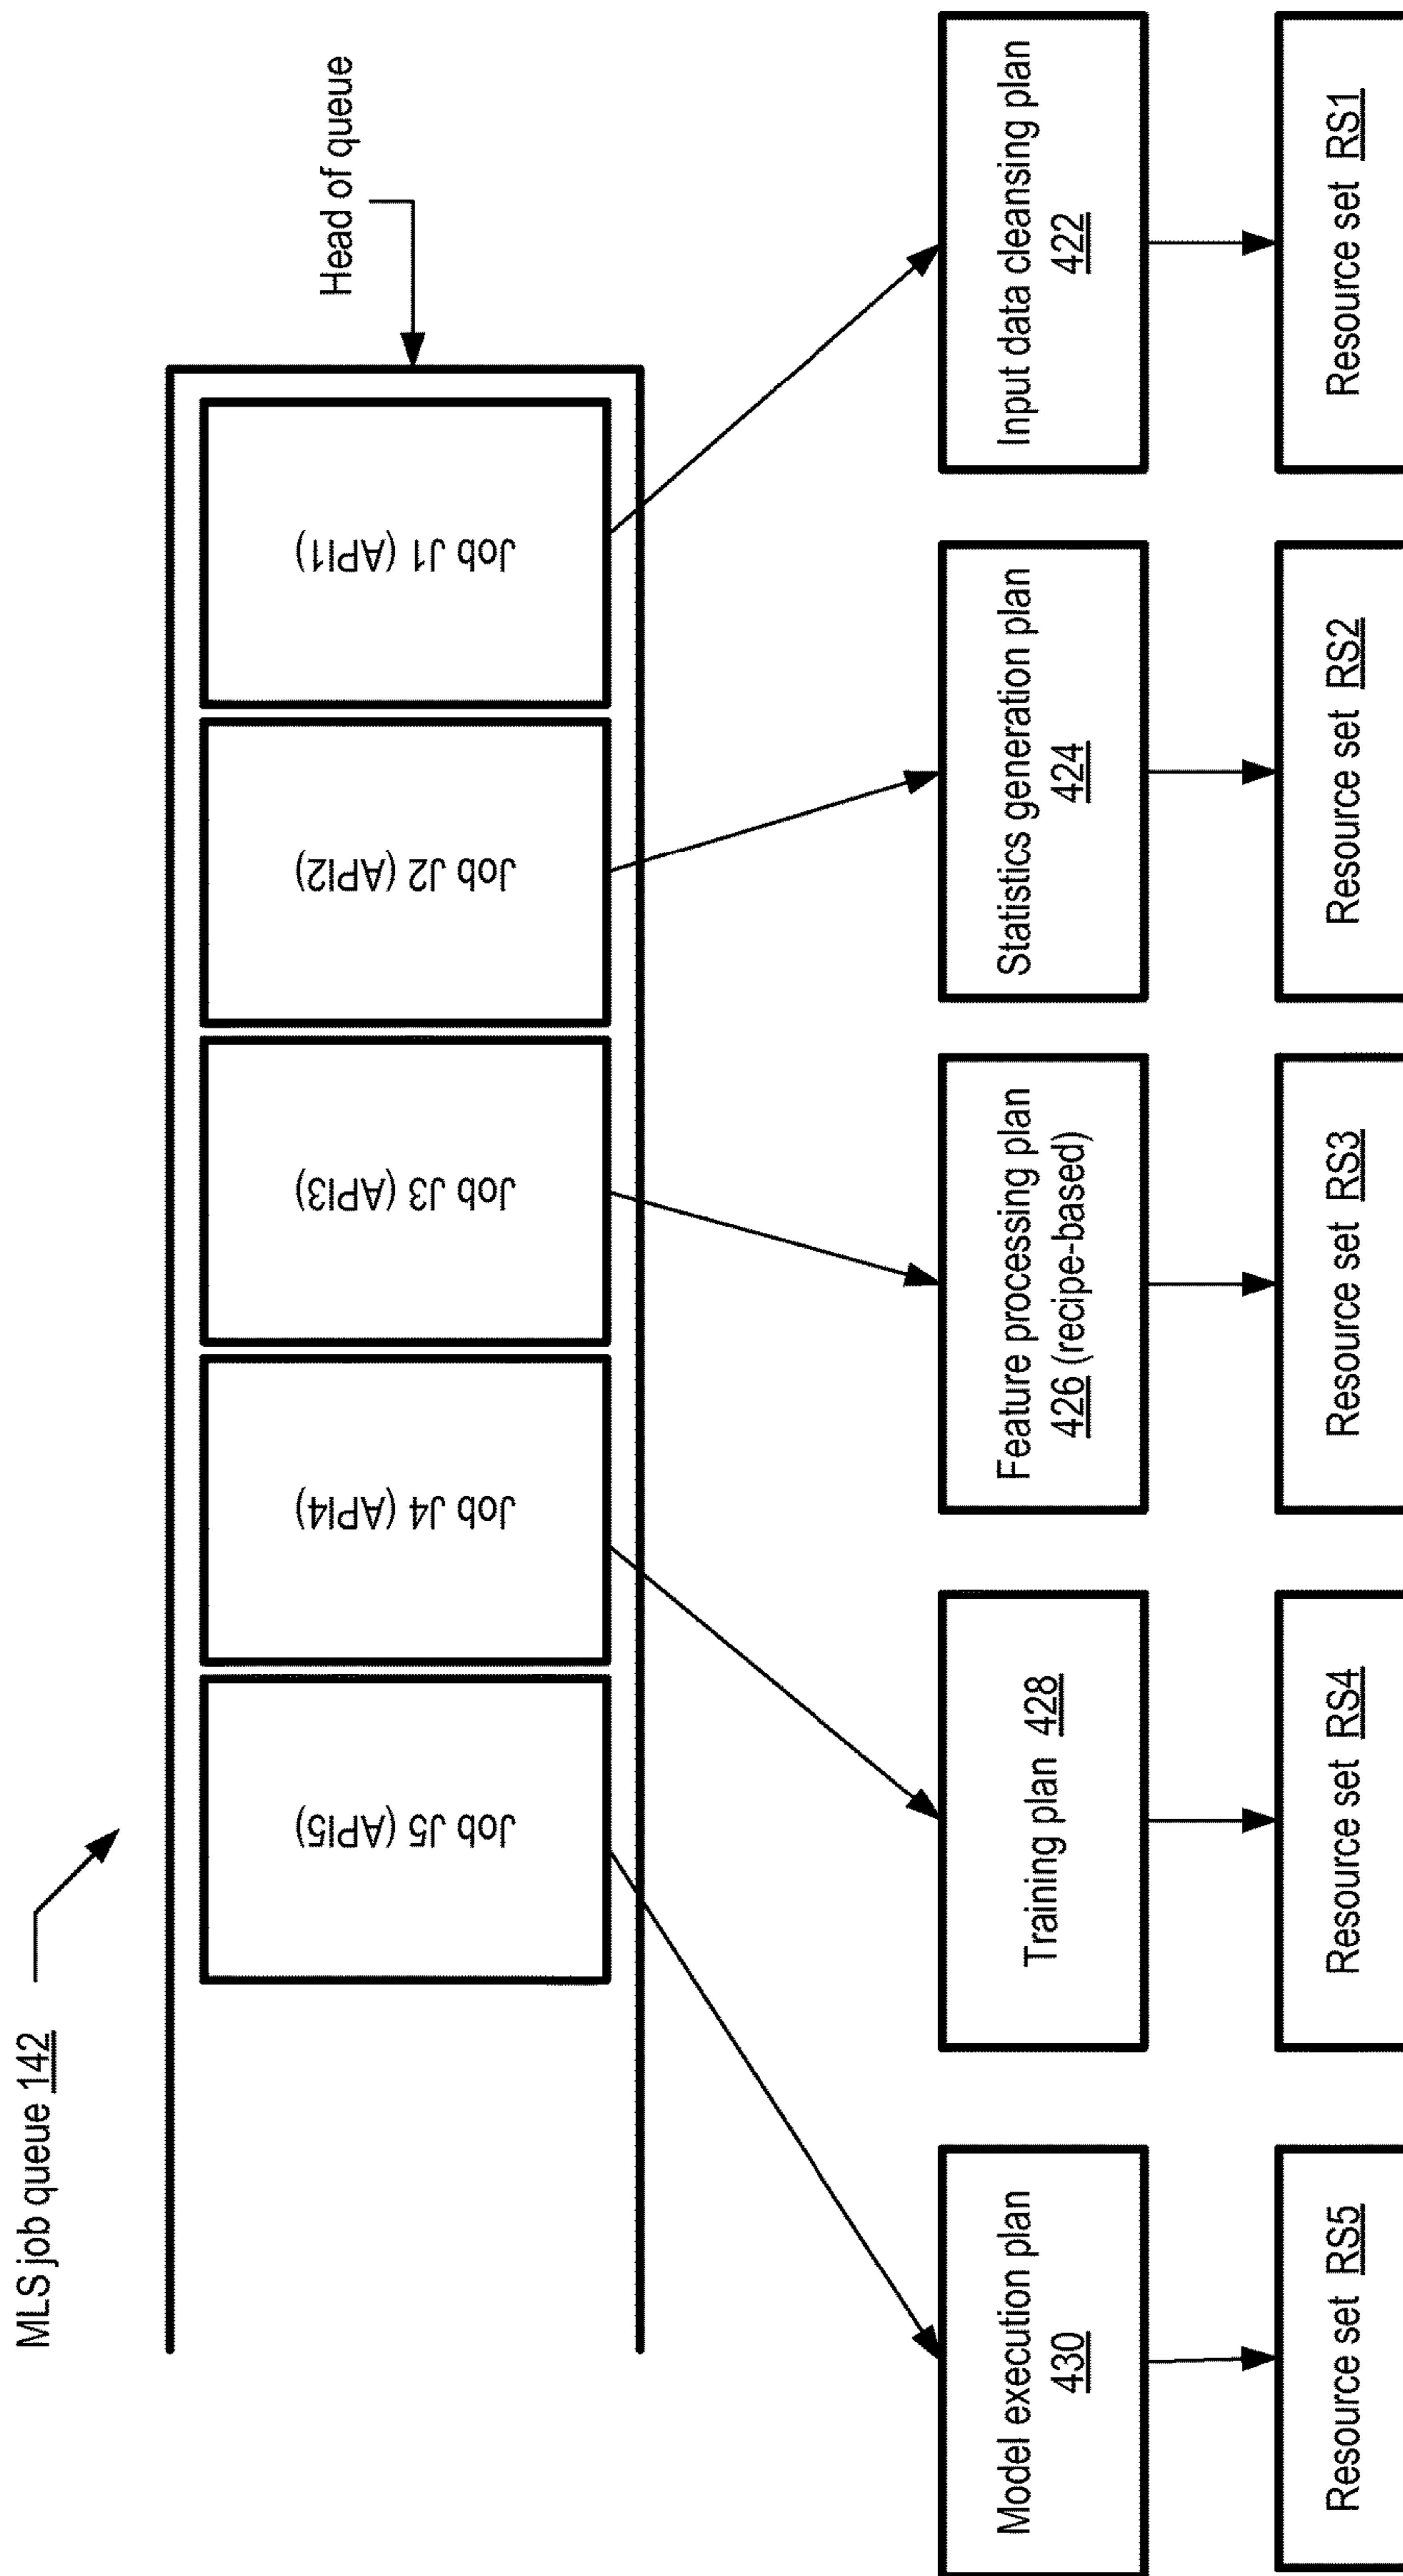 MLS job queue 142
Head of queue
Job J5 (API5)
Job J4 (API4)
Job J3 (API3)
Job J2 (API2)
Job J1 (API1)
Model execution plan
430
Training plan 428
Feature processing plan
426 (recipe-based)
Statistics generation plan
424
Input data cleansing plan
422
Resource set RS5
Resource set RS4
Resource set RS3
Resource set RS2
Resource set RS1